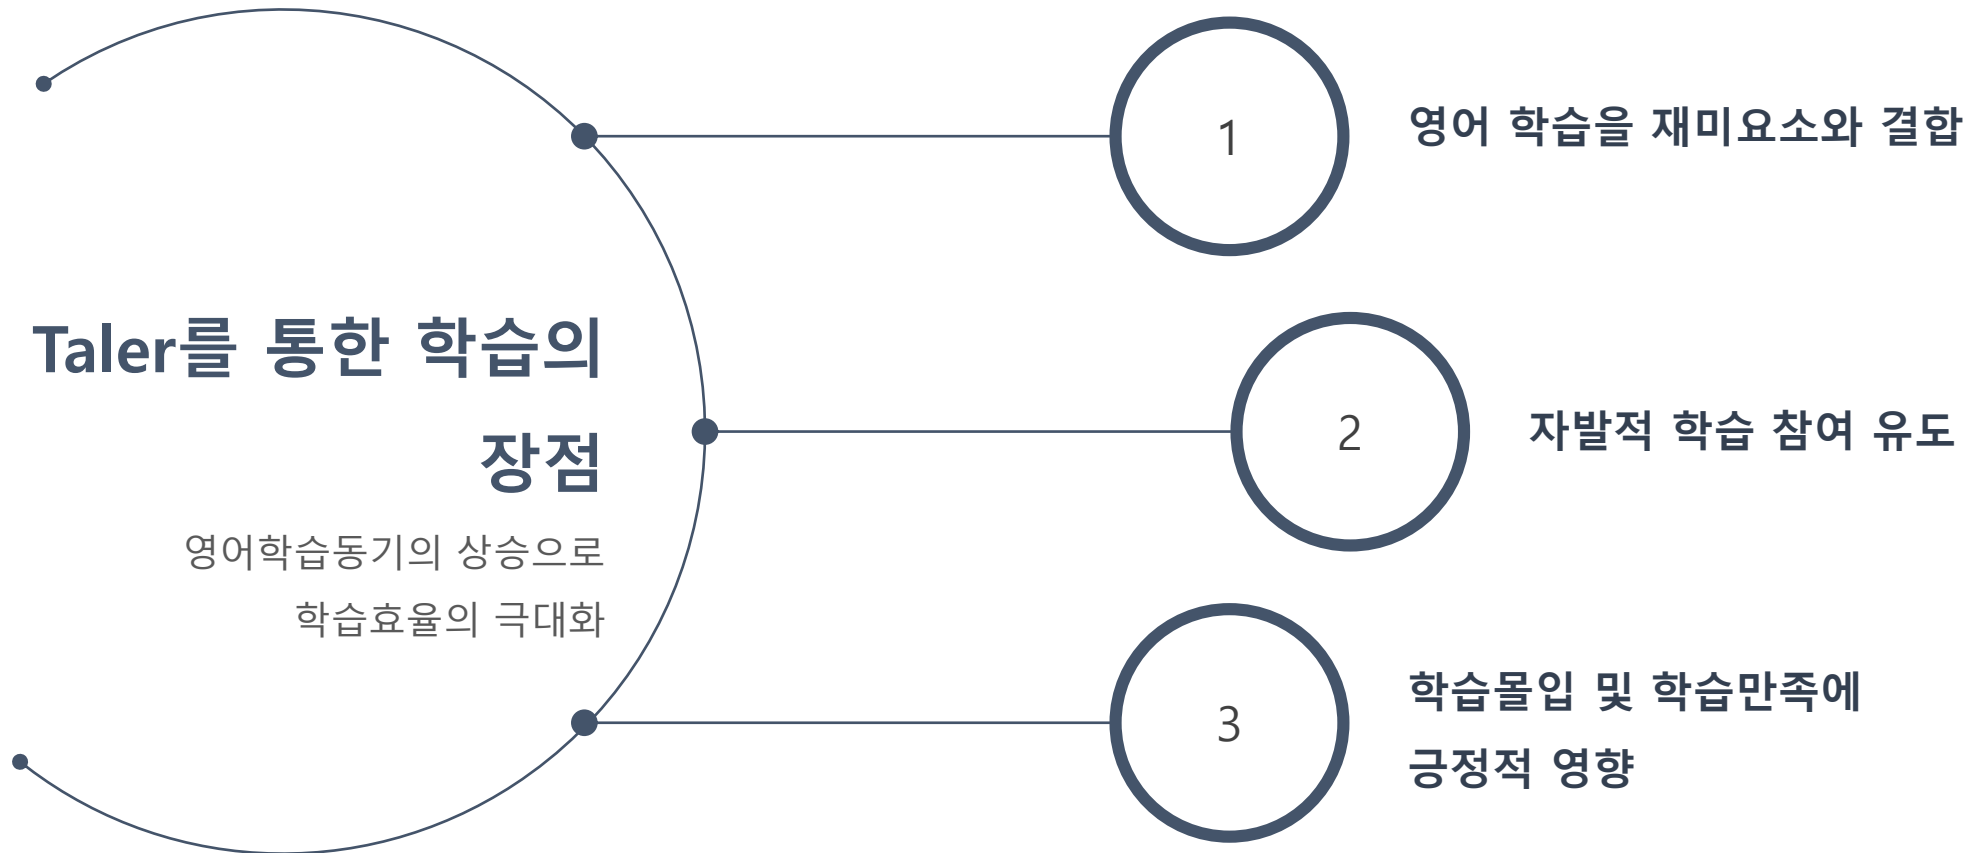 Taler를 통한 학습의
장점
영어학습동기의 상승으로
학습효율의 극대화
1
영어 학습을 재미요소와 결합
2
자발적 학습 참여 유도
3
학습몰입 및 학습만족에
긍정적 영향